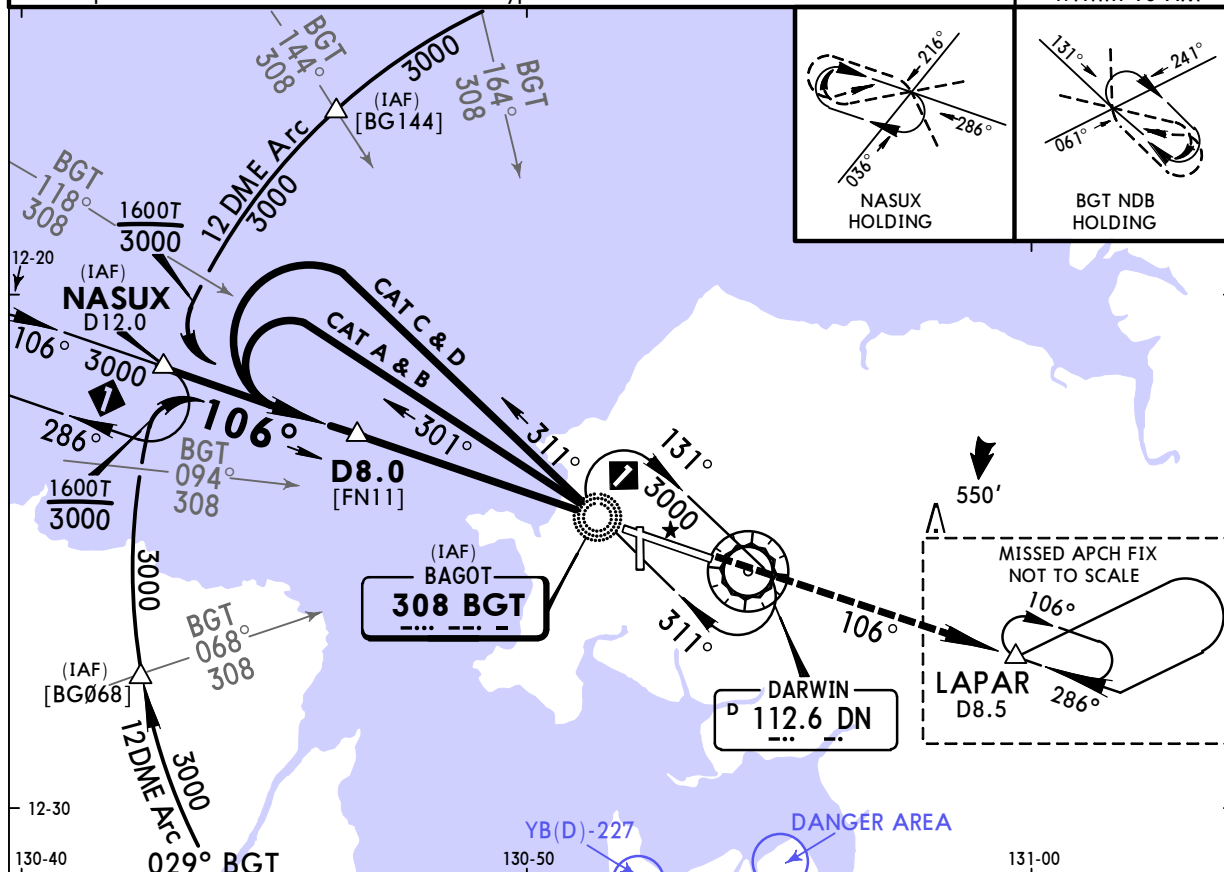 BGT
144°
308
3000
BGT
164°
308
(IAF)
[BG144]
12 DME Arc
3000
BGT
118°
308
1600T
3000
12-20
(IAF)
NASUX
D12.0
106°
3000
1
286°
106°
CAT C & D
CAT A & B
301°
311°
BGT
094°
308
D8.0
[FN11]
1600T
3000
216°
286°
036°
NASUX
HOLDING
131°
241°
061°
BGT NDB
HOLDING
131°
1
3000
311°
(IAF)
BAGOT
308 BGT
106°
DARWIN
D 112.6 DN
550'
MISSED APCH FIX
NOT TO SCALE
106°
LAPAR
D8.5
286°
3000
BGT
068°
308
(IAF)
[BGØ68]
12DME Arc
3000
029° BGT
12-30
130-40
YB(D)-227
DANGER AREA
130-50
131-00